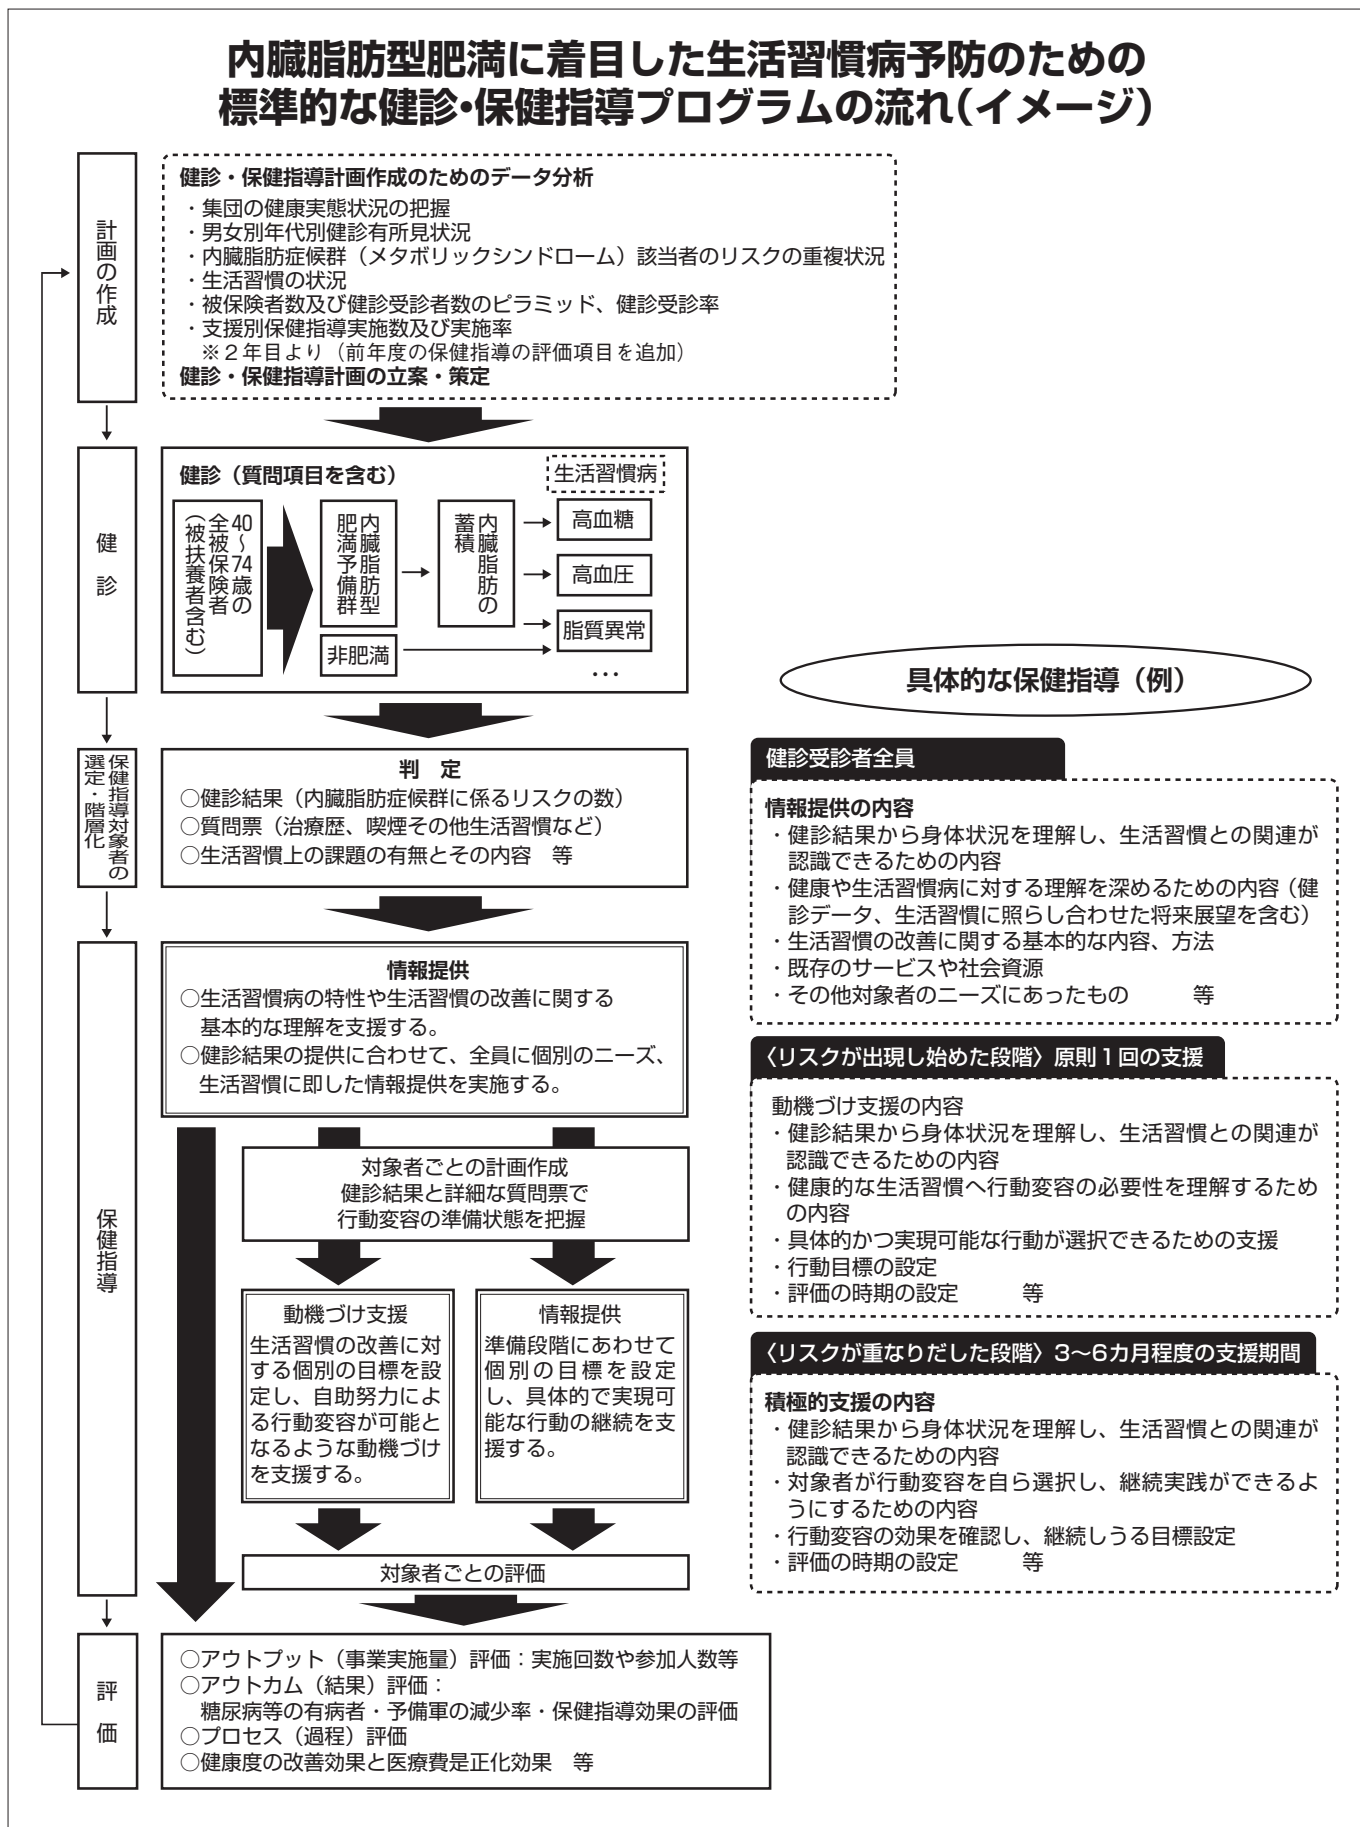 内臓脂肪型肥満に着目した生活習慣病予防のための
標準的な健診・保健指導プログラムの流れ(イメージ)
計画の作成
健診・保健指導計画作成のためのデータ分析
・集団の健康実態状況の把握
・男女別年代別健診有所見状況
・内臓脂肪症候群（メタボリックシンドローム）該当者のリスクの重複状況
・生活習慣の状況
・被保険者数及び健診受診者数のピラミッド、健診受診率
・支援別保健指導実施数及び実施率
※２年目より（前年度の保健指導の評価項目を追加）
健診・保健指導計画の立案・策定
健 診
健診（質問項目を含む）
生活習慣病
40～74歳の
全被保険者
（被扶養者含む）
内臓脂肪型
肥満予備群
内臓脂肪の
蓄積
高血糖
高血圧
脂質異常
非肥満
…
保健指導対象者の
選定・階層化
判　定
○健診結果（内臓脂肪症候群に係るリスクの数）
○質問票（治療歴、喫煙その他生活習慣など）
○生活習慣上の課題の有無とその内容　等
保健指導
情報提供
○生活習慣病の特性や生活習慣の改善に関する
基本的な理解を支援する。
○健診結果の提供に合わせて、全員に個別のニーズ、
生活習慣に即した情報提供を実施する。
対象者ごとの計画作成
健診結果と詳細な質問票で
行動変容の準備状態を把握
動機づけ支援
生活習慣の改善に対
する個別の目標を設
定し、自助努力によ
る行動変容が可能と
なるような動機づけ
を支援する。
情報提供
準備段階にあわせて
個別の目標を設定
し、具体的で実現可
能な行動の継続を支
援する。
対象者ごとの評価
評 価
○アウトプット（事業実施量）評価：実施回数や参加人数等
○アウトカム（結果）評価：
糖尿病等の有病者・予備軍の減少率・保健指導効果の評価
○プロセス（過程）評価
○健康度の改善効果と医療費是正化効果　等
具体的な保健指導（例）
健診受診者全員
情報提供の内容
・健診結果から身体状況を理解し、生活習慣との関連が
認識できるための内容
・健康や生活習慣病に対する理解を深めるための内容（健
診データ、生活習慣に照らし合わせた将来展望を含む）
・生活習慣の改善に関する基本的な内容、方法
・既存のサービスや社会資源
・その他対象者のニーズにあったもの　　　等
〈リスクが出現し始めた段階〉原則１回の支援
動機づけ支援の内容
・健診結果から身体状況を理解し、生活習慣との関連が
認識できるための内容
・健康的な生活習慣へ行動変容の必要性を理解するため
の内容
・具体的かつ実現可能な行動が選択できるための支援
・行動目標の設定
・評価の時期の設定　　　等
〈リスクが重なりだした段階〉3～6カ月程度の支援期間
積極的支援の内容
・健診結果から身体状況を理解し、生活習慣との関連が
認識できるための内容
・対象者が行動変容を自ら選択し、継続実践ができるよ
うにするための内容
・行動変容の効果を確認し、継続しうる目標設定
・評価の時期の設定　　　等